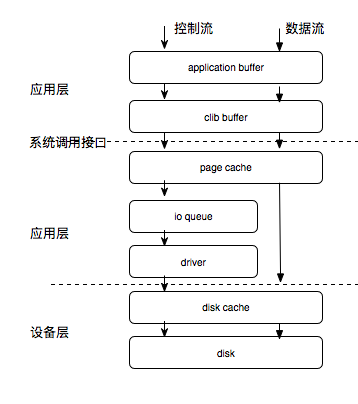 控制流
数据流
application buffer
应用层
clib buffer
系统调用接口
page cache
io queue
应用层
driver
disk cache
设备层
disk